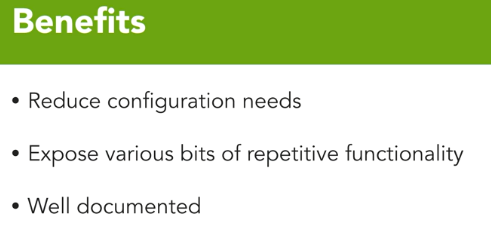 Benefits
• Reduce configuration needs
• Expose various bits of repetitive functionality
• Well documented